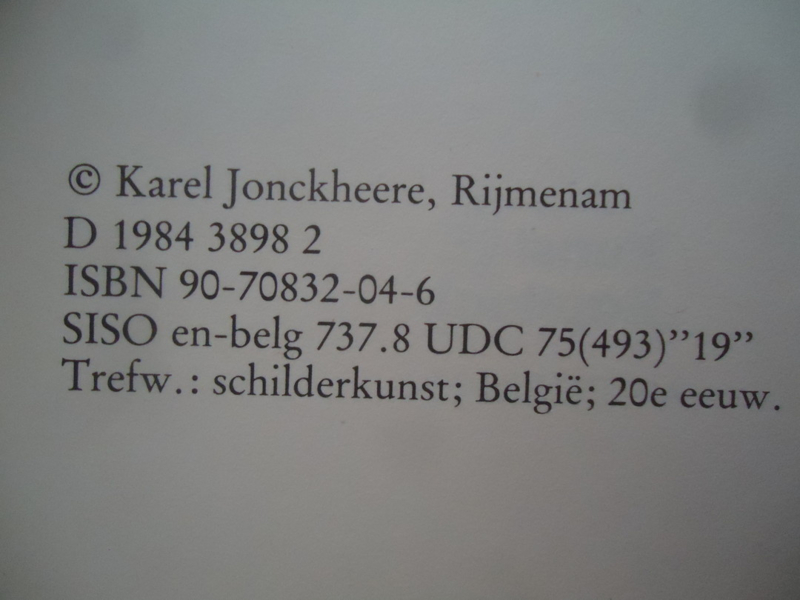 © Karel Jonckheere, Rijmenam
D 1984 3898 2
ISBN 90-70832-04-6
SISO en-belg 737.8 UDC 75(493)”19”
Trefw.: schilderkunst; België; 20e eeuw.